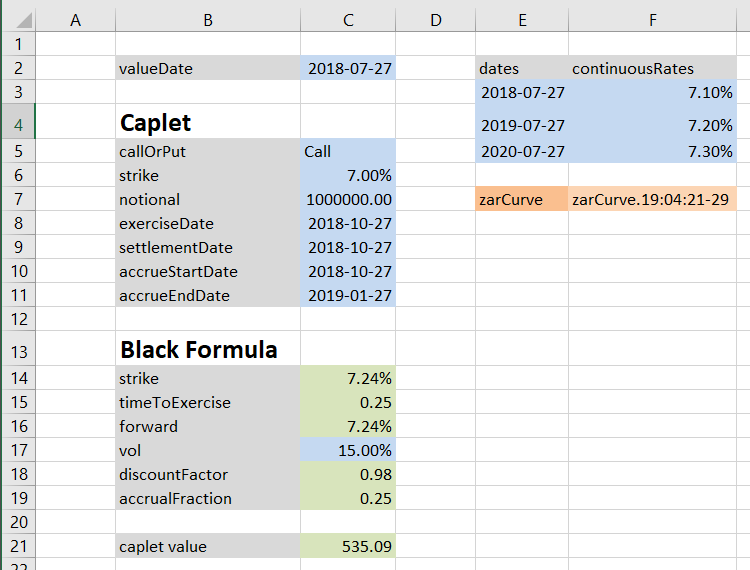 A B C D E F
1
2 valueDate 2018-07-27 dates continuousRates
3 2018-07-27 7.10%
4 Caplet 2019-07-27 7.20%
5 callOrPut Call 2020-07-27 7.30%
6 strike 7.00%
7 notional 1000000.00 zarCurve zarCurve.19:04:21-29
8 exerciseDate 2018-10-27
9 settlementDate 2018-10-27
10 accrueStartDate 2018-10-27
11 accrueEndDate 2019-01-27
12
13 Black Formula
14 strike 7.24%
15 timeToExercise 0.25
16 forward 7.24%
17 vol 15.00%
18 discountFactor 0.98
19 accrualFraction 0.25
20
21 caplet value 535.09
22